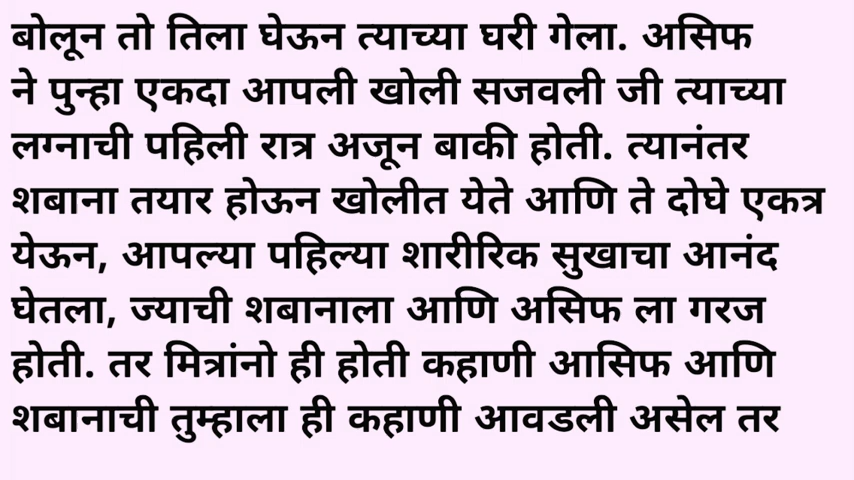 बोलून तो तिला घेऊन त्याच्या घरी गेला. असिफ
ने पुन्हा एकदा आपली खोली सजवली जी त्याच्या
लग्नाची पहिली रात्र अजून बाकी होती. त्यानंतर
शबाना तयार होऊन खोलीत येते आणि ते दोघे एकत्र
येऊन, आपल्या पहिल्या शारीरिक सुखाचा आनंद
घेतला, ज्याची शबानाला आणि असिफ ला गरज
होती. तर मित्रांनो ही होती कहाणी आसिफ आणि
शबानाची तुम्हाला ही कहाणी आवडली असेल तर